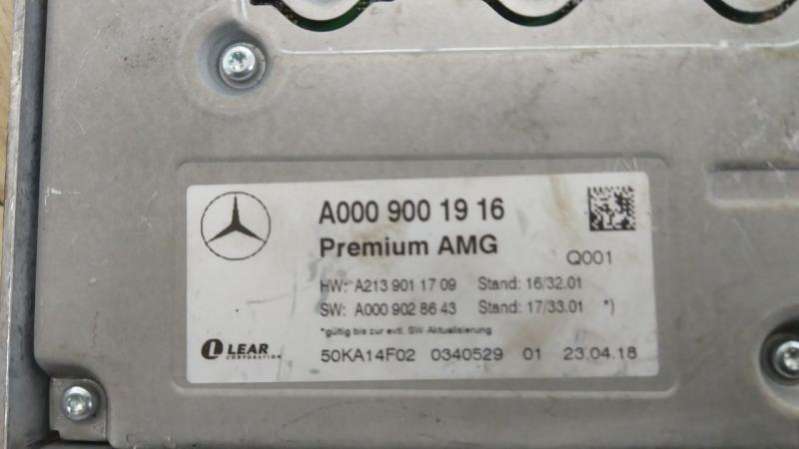 A000 900 19 16
Premium AMG
Q001
HW: A213 901 17 09 Stand: 16/32.01
SW: A000 902 86 43 Stand: 17/33.01 *)
*gültig bis zur evtl. SW-Aktualisierung
LEAR
CORPORATION
50KA14F02 0340529 01 23.04.18